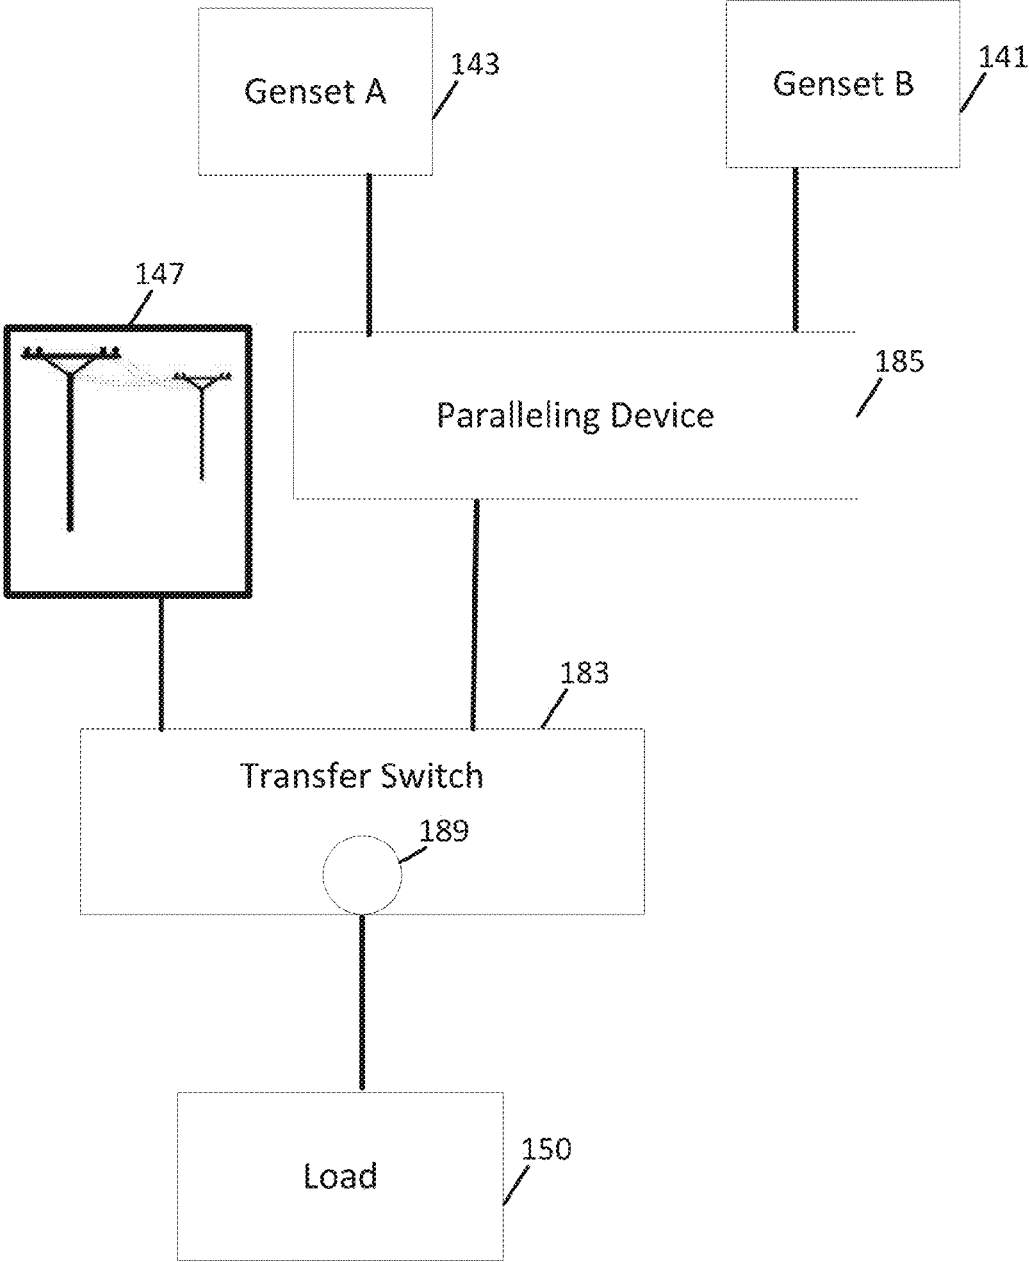 Genset A
143
Genset B
141
147
185
Paralleling Device
183
Transfer Switch
189
Load
150